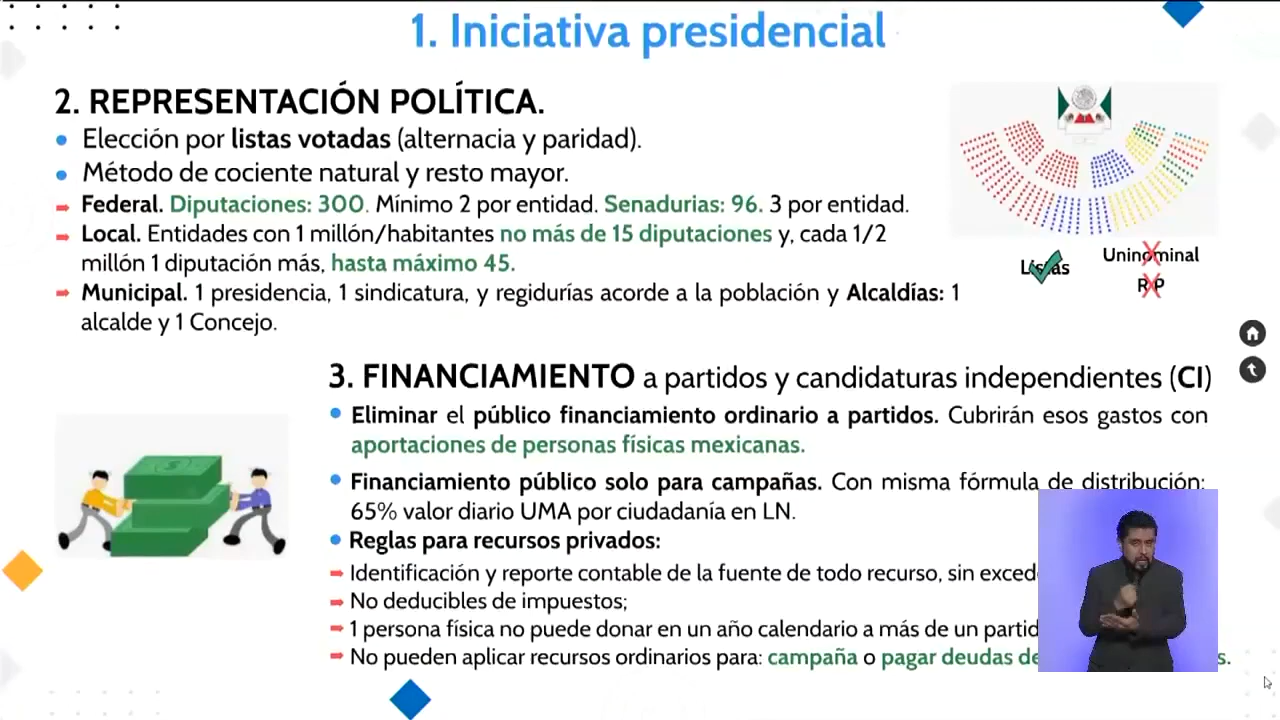 1. Iniciativa presidencial
2. REPRESENTACIÓN POLÍTICA.
Elección por listas votadas (alternacia y paridad).
Método de cociente natural y resto mayor.
Federal. Diputaciones: 300. Mínimo 2 por entidad. Senadurias: 96. 3 por entidad.
Local. Entidades con 1 millón/habitantes no más de 15 diputaciones y, cada 1/2
millón 1 diputación más, hasta máximo 45.
Municipal. 1 presidencia, 1 sindicatura, y regidurías acorde a la población y Alcaldías: 1
alcalde y 1 Concejo.
Listas
Uninominal
RP
3. FINANCIAMIENTO a partidos y candidaturas independientes (CI)
Eliminar el público financiamiento ordinario a partidos. Cubrirán esos gastos con
aportaciones de personas físicas mexicanas.
Financiamiento público solo para campañas. Con misma fórmula de distribución:
65% valor diario UMA por ciudadanía en LN.
Reglas para recursos privados:
Identificación y reporte contable de la fuente de todo recurso, sin
No deducibles de impuestos;
1 persona física no puede donar en un año calendario a más de un
No pueden aplicar recursos ordinarios para: campaña o pagar deudas